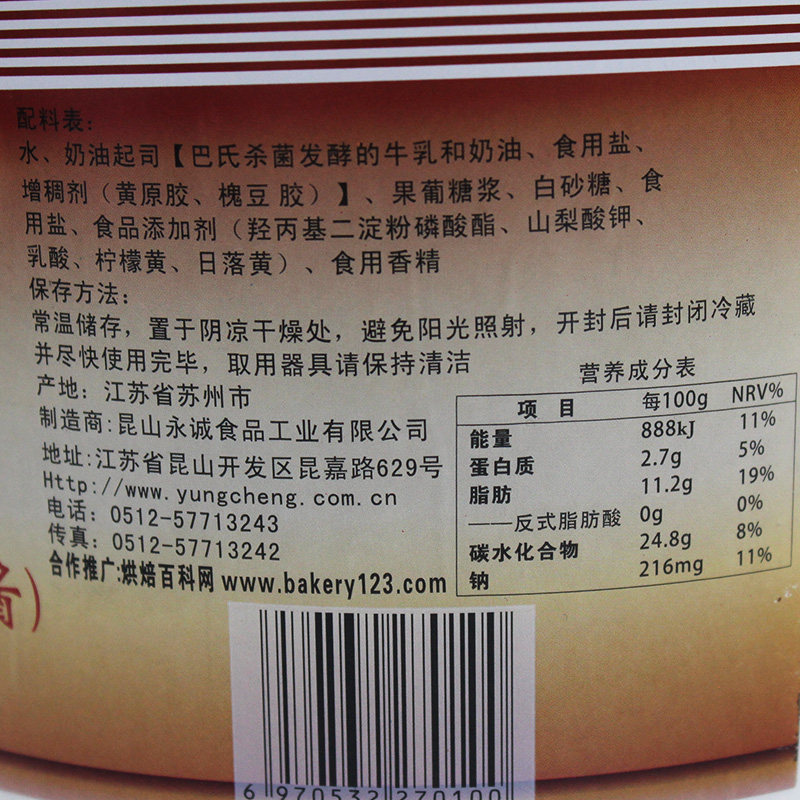 配料表:
水、奶油起司【巴氏杀菌发酵的牛乳和奶油、食用盐、
增稠剂(黄原胶、槐豆胶)】、果葡糖浆、白砂糖、食
用盐、食品添加剂(羟丙基二淀粉磷酸酯、山梨酸钾、
乳酸、柠檬黄、日落黄)、食用香精
保存方法:
常温储存,置于阴凉干燥处,避免阳光照射,开封后请封闭冷藏
并尽快使用完毕,取用器具请保持清洁
产地:江苏省苏州市
制造商:昆山永诚食品工业有限公司
地址:江苏省昆山开发区昆嘉路629号
Http://www.yungcheng.com.cn
电话:0512-57713243
传真:0512-57713242
合作推广:烘焙百科网www.bakery123.com
营养成分表
项目 每100g NRV%
能量 888kJ 11%
蛋白质 2.7g 5%
脂肪 11.2g 19%
——反式脂肪酸 0g 0%
碳水化合物 24.8g 8%
钠 216mg 11%
酱)
6 970532 270100